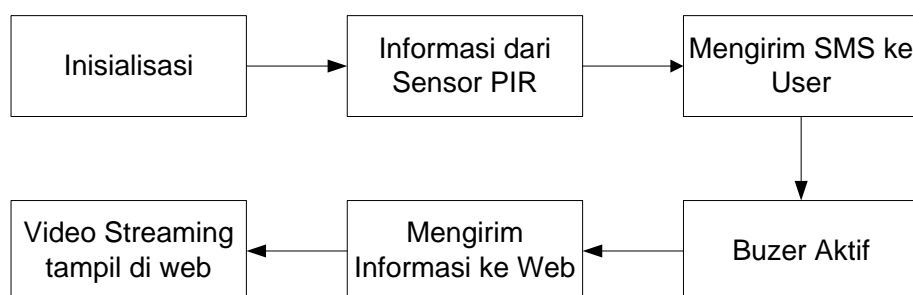 Inisialisasi
Informasi dari
Sensor PIR
Mengirim SMS ke
User
Buzer Aktif
Mengirim
Informasi ke Web
Video Streaming
tampil di web